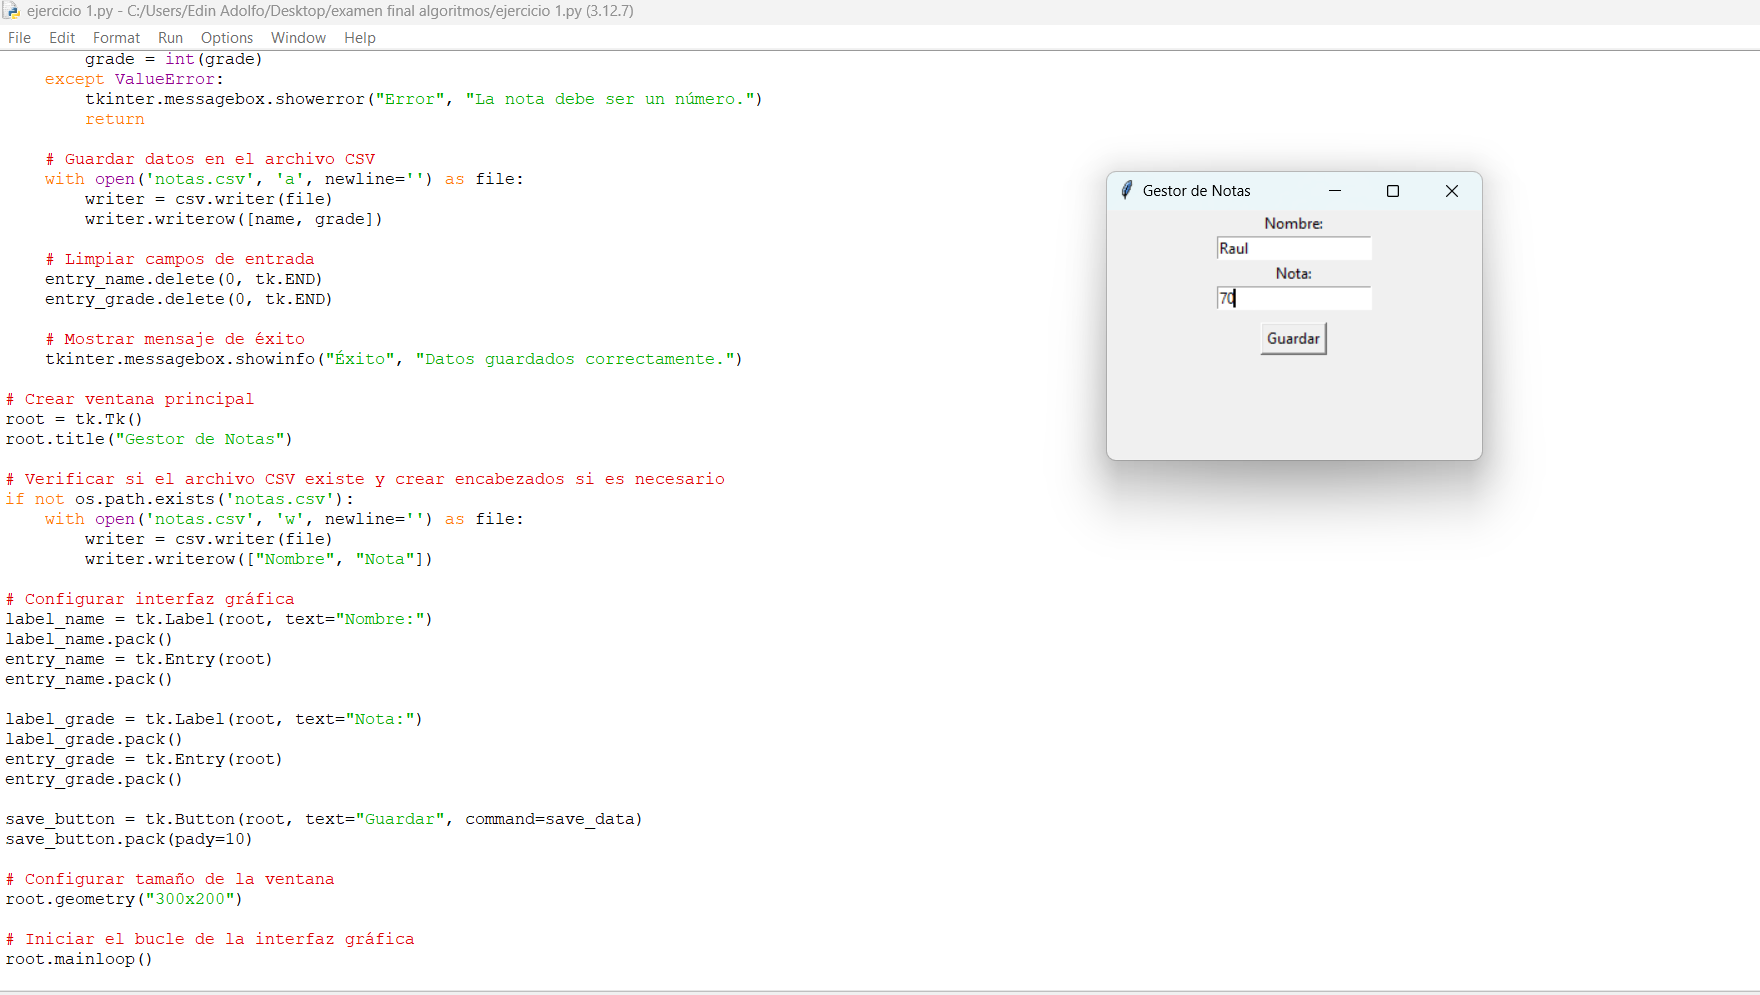 ejercicio 1.py - C:/Users/Edin Adolfo/Desktop/examen final algoritmos/ejercicio 1.py (3.12.7)
File Edit Format Run Options Window Help
        grade = int(grade)
    except ValueError:
        tkinter.messagebox.showerror("Error", "La nota debe ser un número.")
        return

    # Guardar datos en el archivo CSV
    with open('notas.csv', 'a', newline='') as file:
        writer = csv.writer(file)
        writer.writerow([name, grade])

    # Limpiar campos de entrada
    entry_name.delete(0, tk.END)
    entry_grade.delete(0, tk.END)

    # Mostrar mensaje de éxito
    tkinter.messagebox.showinfo("Éxito", "Datos guardados correctamente.")

# Crear ventana principal
root = tk.Tk()
root.title("Gestor de Notas")

# Verificar si el archivo CSV existe y crear encabezados si es necesario
if not os.path.exists('notas.csv'):
    with open('notas.csv', 'w', newline='') as file:
        writer = csv.writer(file)
        writer.writerow(["Nombre", "Nota"])

# Configurar interfaz gráfica
label_name = tk.Label(root, text="Nombre:")
label_name.pack()
entry_name = tk.Entry(root)
entry_name.pack()

label_grade = tk.Label(root, text="Nota:")
label_grade.pack()
entry_grade = tk.Entry(root)
entry_grade.pack()

save_button = tk.Button(root, text="Guardar", command=save_data)
save_button.pack(pady=10)

# Configurar tamaño de la ventana
root.geometry("300x200")

# Iniciar el bucle de la interfaz gráfica
root.mainloop()
Gestor de Notas
Nombre:
Raul
Nota:
70
Guardar